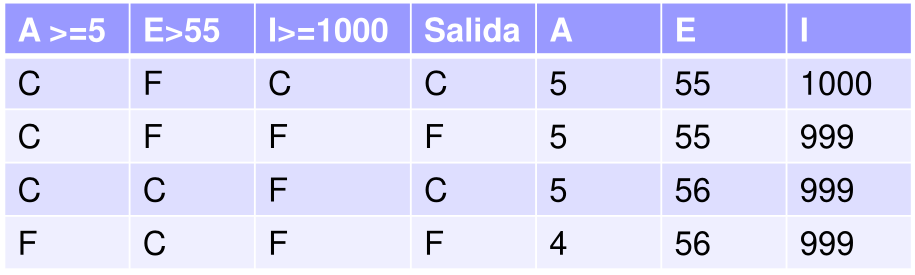 A >=5 E>55 I>=1000 Salida A E I
C F C C 5 55 1000
C F F F 5 55 999
C C F C 5 56 999
F C F F 4 56 999